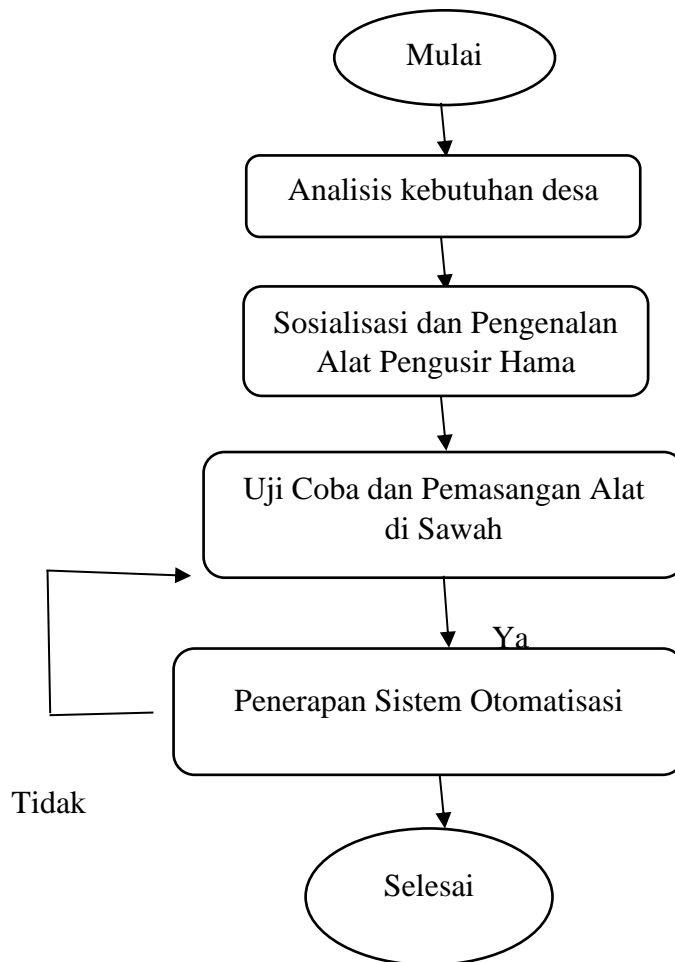 Mulai
Analisis kebutuhan desa
Sosialisasi dan Pengenalan
Alat Pengusir Hama
Uji Coba dan Pemasangan Alat
di Sawah
Ya
Penerapan Sistem Otomatisasi
Tidak
Selesai